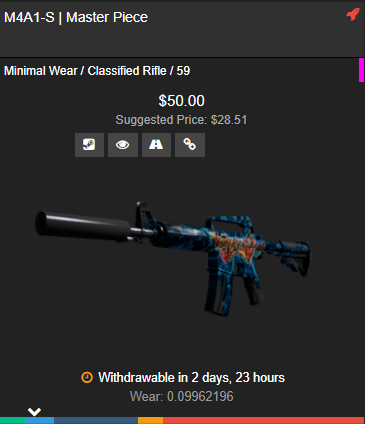 M4A1-S | Master Piece
Minimal Wear / Classified Rifle / 59
$50.00
Suggested Price: $28.51
Withdrawable in 2 days, 23 hours
Wear: 0.09962196